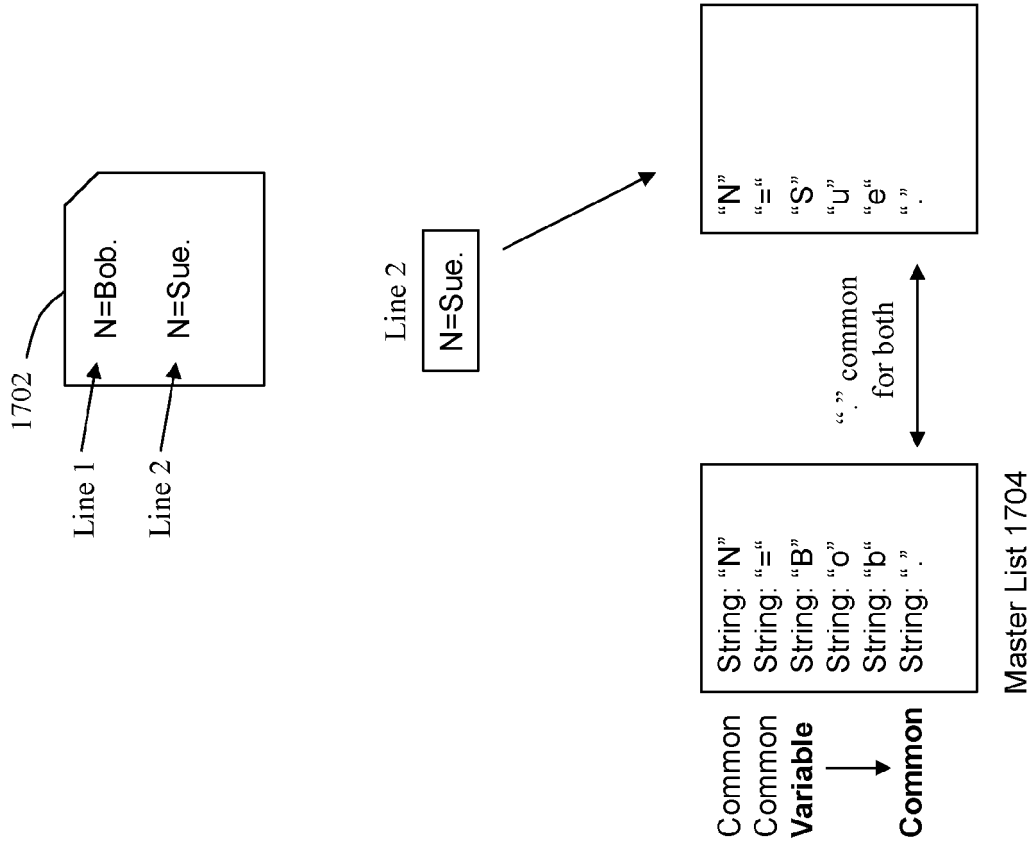 1702
Line 1
N=Bob.
Line 2
N=Sue.
Line 2
N=Sue.
Common String: “N”
Common String: “=“
Variable String: “B”
String: “o”
String: “b”
Common String: “ ”.
“.” common
for both
“N”
“=“
“S”
“u”
“e”
“ ”.
Master List 1704